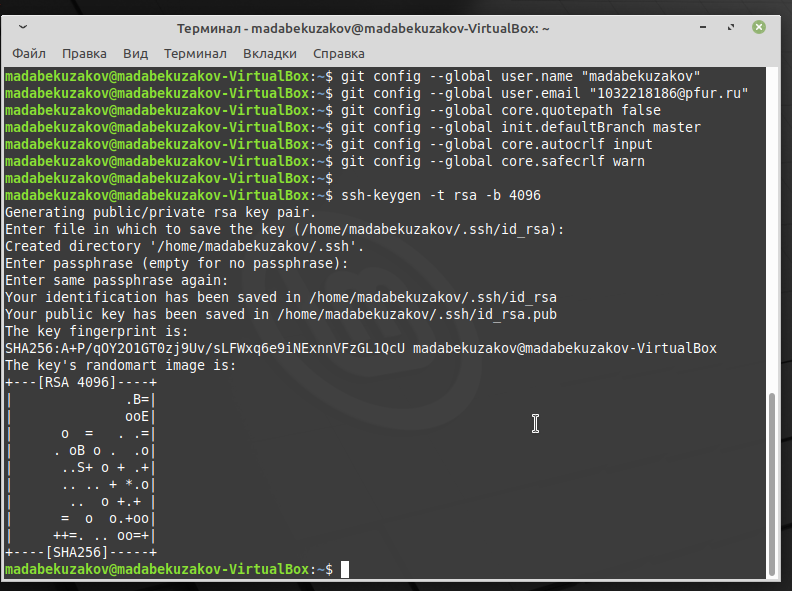 Терминал - madabekuzakov@madabekuzakov-VirtualBox: ~
Файл Правка Вид Терминал Вкладки Справка
madabekuzakov@madabekuzakov-VirtualBox:~$ git config --global user.name "madabekuzakov"
madabekuzakov@madabekuzakov-VirtualBox:~$ git config --global user.email "1032218186@pfur.ru"
madabekuzakov@madabekuzakov-VirtualBox:~$ git config --global core.quotepath false
madabekuzakov@madabekuzakov-VirtualBox:~$ git config --global init.defaultBranch master
madabekuzakov@madabekuzakov-VirtualBox:~$ git config --global core.autocrlf input
madabekuzakov@madabekuzakov-VirtualBox:~$ git config --global core.safecrlf warn
madabekuzakov@madabekuzakov-VirtualBox:~$
madabekuzakov@madabekuzakov-VirtualBox:~$ ssh-keygen -t rsa -b 4096
Generating public/private rsa key pair.
Enter file in which to save the key (/home/madabekuzakov/.ssh/id_rsa):
Created directory '/home/madabekuzakov/.ssh'.
Enter passphrase (empty for no passphrase):
Enter same passphrase again:
Your identification has been saved in /home/madabekuzakov/.ssh/id_rsa
Your public key has been saved in /home/madabekuzakov/.ssh/id_rsa.pub
The key fingerprint is:
SHA256:A+P/qOY2O1GT0zj9Uv/sLFWxq6e9iNExnnVFzGL1QcU madabekuzakov@madabekuzakov-VirtualBox
The key's randomart image is:
+---[RSA 4096]----+
|              .B=|
|              ooE|
|      o  =   . .=|
|     . oB o .  .o|
|      ..S+ o + .+|
|      .. .. + *.o|
|       ..  o +.+ |
|      =  o  o.+oo|
|     ++=. .. oo=+|
+----[SHA256]-----+
madabekuzakov@madabekuzakov-VirtualBox:~$